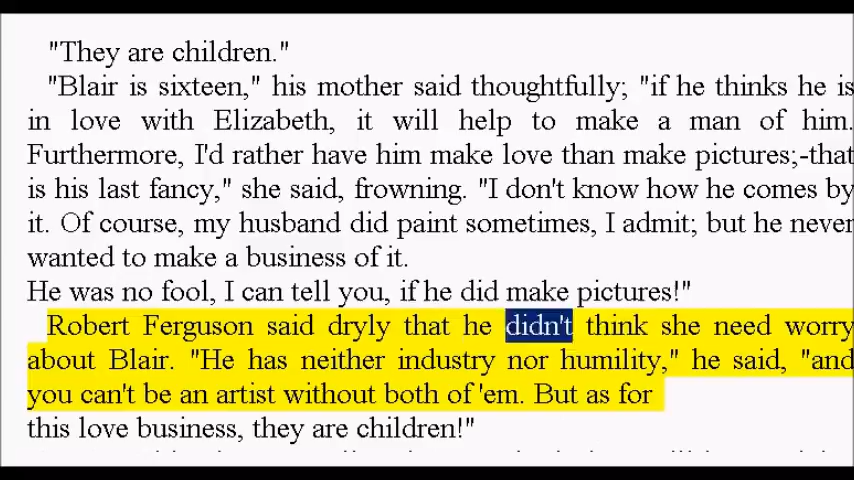 "They are children."
"Blair is sixteen," his mother said thoughtfully; "if he thinks he is
in love with Elizabeth, it will help to make a man of him.
Furthermore, I'd rather have him make love than make pictures;-that
is his last fancy," she said, frowning. "I don't know how he comes by
it. Of course, my husband did paint sometimes, I admit; but he never
wanted to make a business of it.
He was no fool, I can tell you, if he did make pictures!"
Robert Ferguson said dryly that he didn't think she need worry
about Blair. "He has neither industry nor humility," he said, "and
you can't be an artist without both of 'em. But as for
this love business, they are children!"